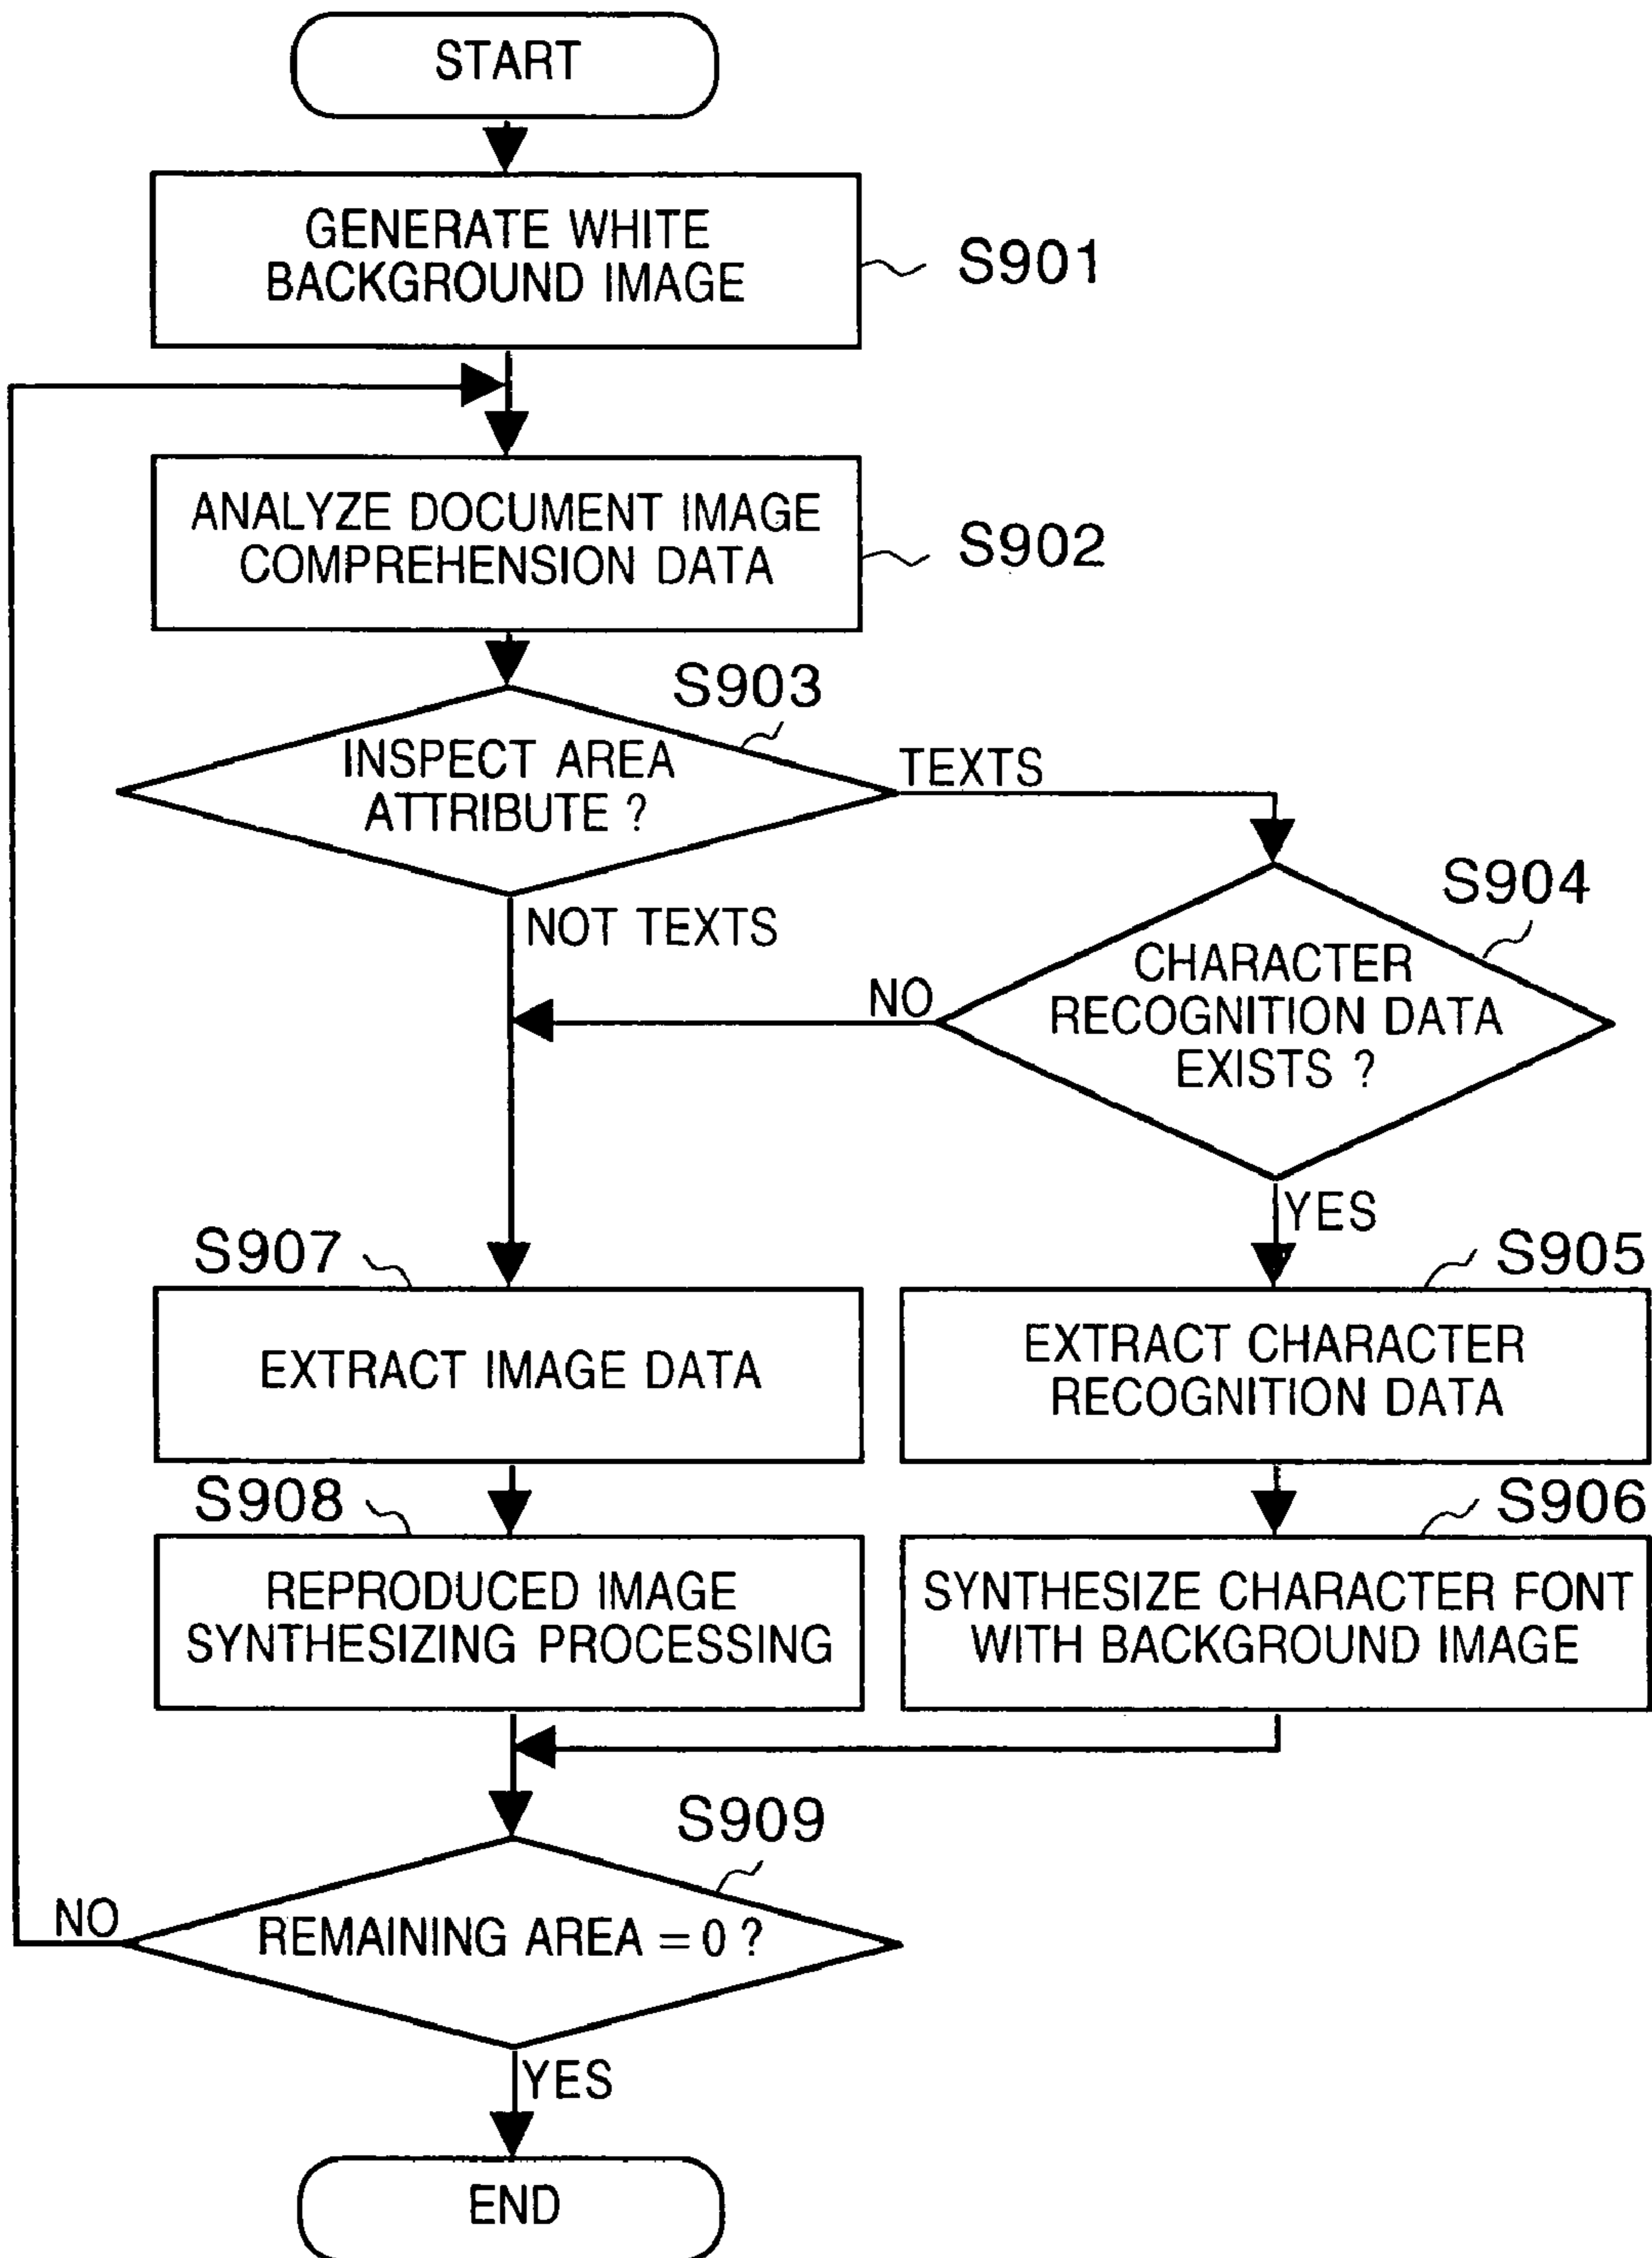 START
GENERATE WHITE
BACKGROUND IMAGE
S901
ANALYZE DOCUMENT IMAGE
COMPREHENSION DATA
S902
S903
INSPECT AREA
ATTRIBUTE ?
TEXTS
NOT TEXTS
S904
CHARACTER
RECOGNITION DATA
EXISTS ?
NO
YES
S907
EXTRACT IMAGE DATA
S905
EXTRACT CHARACTER
RECOGNITION DATA
S908
REPRODUCED IMAGE
SYNTHESIZING PROCESSING
S906
SYNTHESIZE CHARACTER FONT
WITH BACKGROUND IMAGE
S909
REMAINING AREA = 0 ?
NO
YES
END